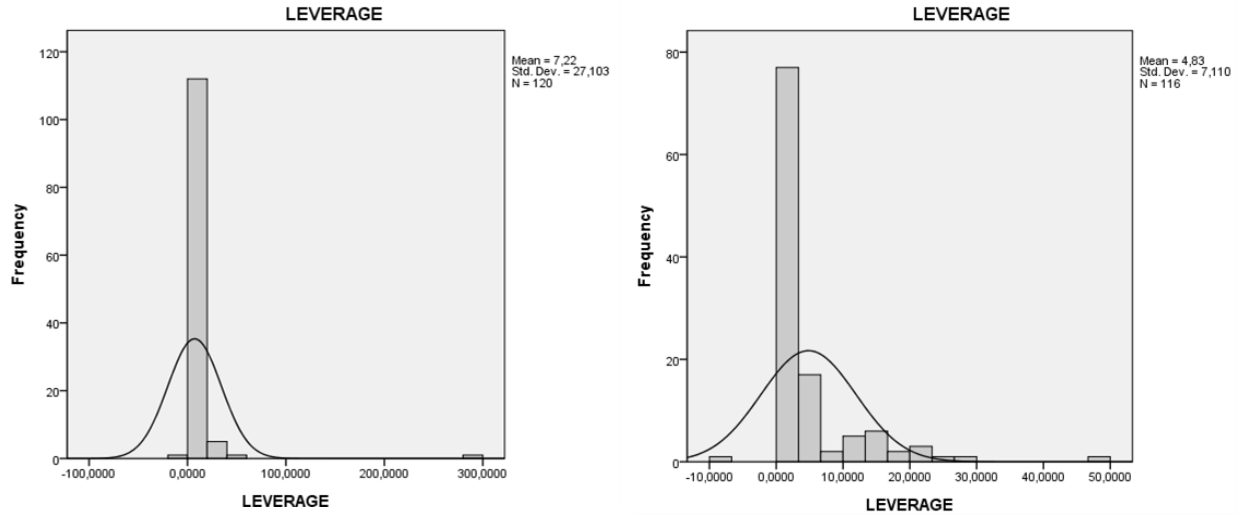 LEVERAGE
Mean = 7,22
Std. Dev. = 27,103
N = 120
120
100
80
60
40
20
0
Frequency
-100,0000 0,0000 100,0000 200,0000 300,0000
LEVERAGE
LEVERAGE
Mean = 4,83
Std. Dev. = 7,110
N = 116
80
60
40
20
0
Frequency
-10,0000 0,0000 10,0000 20,0000 30,0000 40,0000 50,0000
LEVERAGE